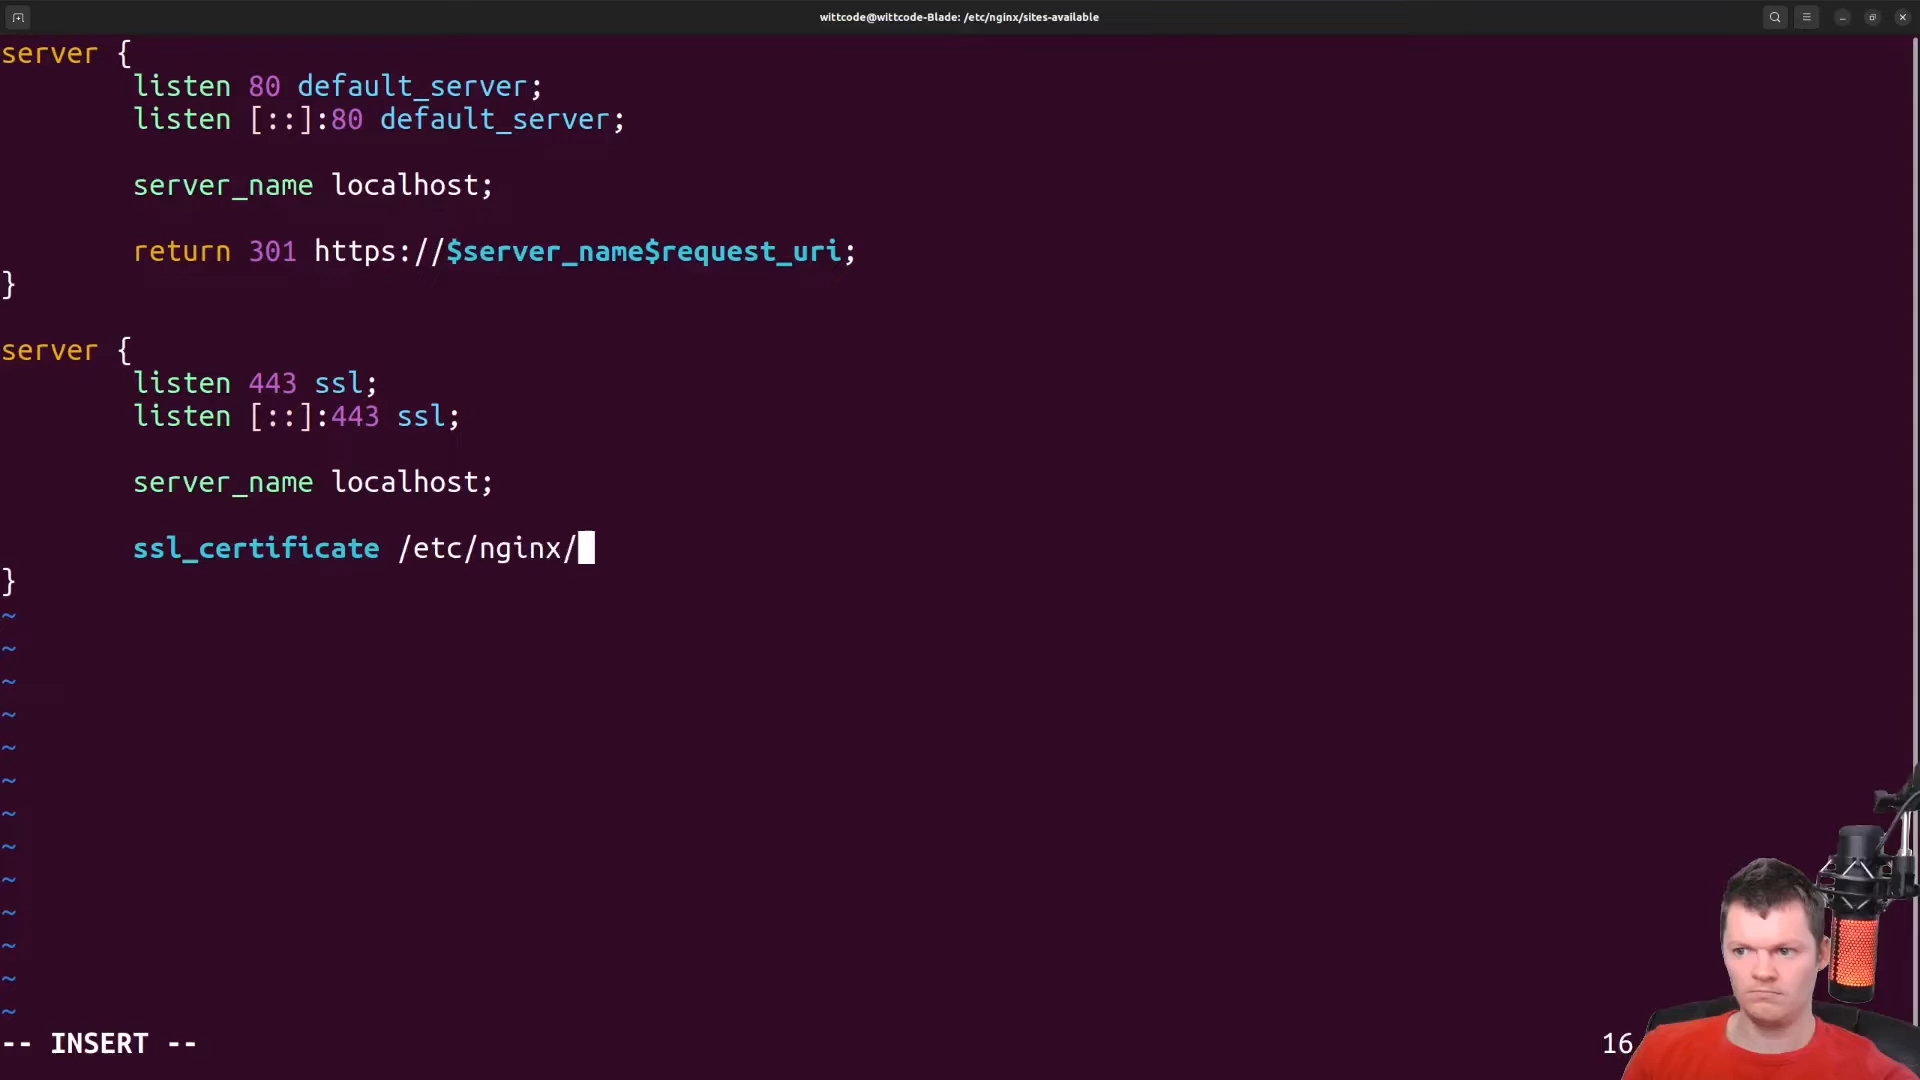 wittcode@wittcode-Blade: /etc/nginx/sites-available
server {
listen 80 default_server;
listen [::]:80 default_server;
server_name localhost;
return 301 https://$server_name$request_uri;
}
server {
listen 443 ssl;
listen [::]:443 ssl;
server_name localhost;
ssl_certificate /etc/nginx/
}
~
~
~
~
~
~
~
~
~
~
~
~
~
-- INSERT --
16